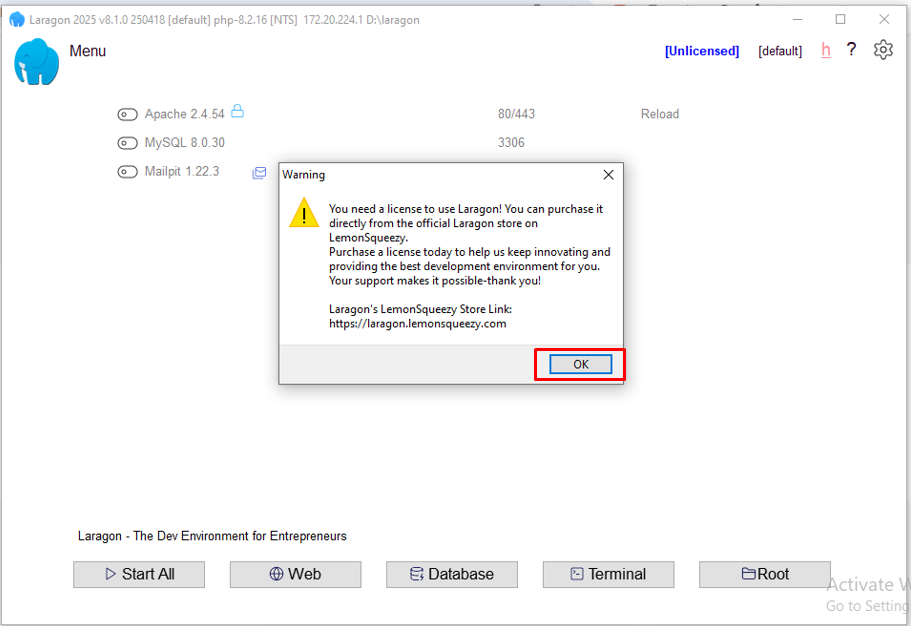 Laragon 2025 v8.1.0 250418 [default] php-8.2.16 [NTS] 172.20.224.1 D:\laragon
Menu
[Unlicensed] [default] h ?
Apache 2.4.54 80/443 Reload
MySQL 8.0.30 3306
Mailpit 1.22.3
Warning
You need a license to use Laragon! You can purchase it
directly from the official Laragon store on
LemonSqueezy.
Purchase a license today to help us keep innovating and
providing the best development environment for you.
Your support makes it possible-thank you!
Laragon's LemonSqueezy Store Link:
https://laragon.lemonsqueezy.com
OK
Laragon - The Dev Environment for Entrepreneurs
Start All Web Database Terminal Root
Activate W
Go to Setting